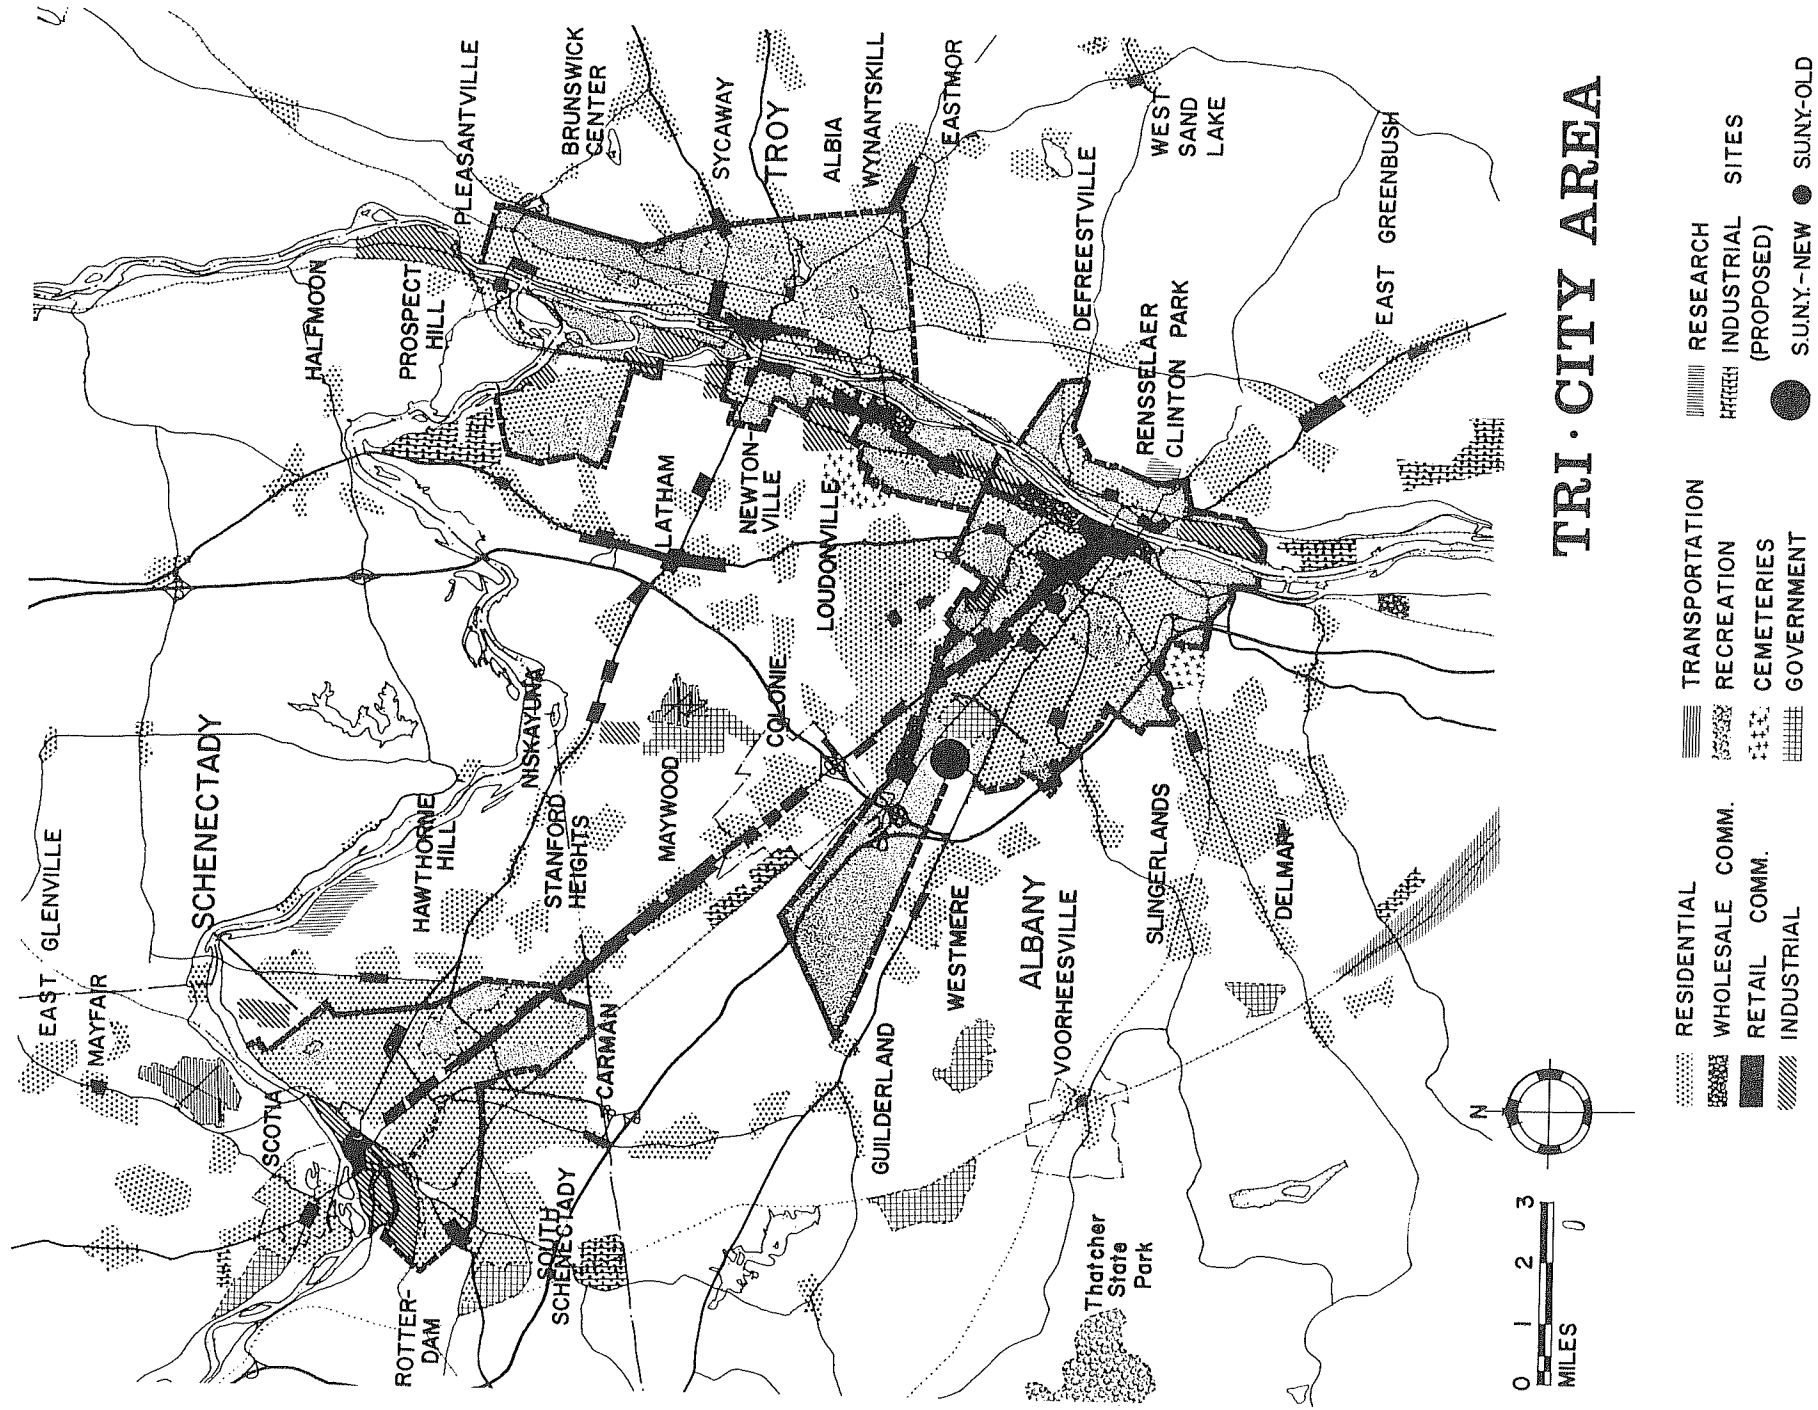 EAST GLENVILLE
MAYFAIR
SCHENECTADY
SCOTIA
HALFMOON
ROTTER-
DAM
HAWTHORNE
HILL
PROSPECT
HILL
PLEASANTVILLE
NISKAYUNA
SOUTH
SCHENECTADY
STANFORD
HEIGHTS
BRUNSWICK
CENTER
CARMAN
MAYWOOD
LATHAM
SYCAWAY
COLONIE
NEWTON-
VILLE
TROY
LOUDONVILLE
ALBIA
WYNANTSKILL
GUILDERLAND
WESTMERE
EASTMOR
ALBANY
VOORHEESVILLE
DEFREESTVILLE
Thatcher
State
Park
SLINGERLANDS
RENSSELAER
CLINTON PARK
WEST
SAND
LAKE
DELMAR
EAST GREENBUSH
N
0 1 2 3
MILES
TRI·CITY AREA
RESIDENTIAL
WHOLESALE COMM.
RETAIL COMM.
INDUSTRIAL
TRANSPORTATION
RECREATION
CEMETERIES
GOVERNMENT
RESEARCH
INDUSTRIAL SITES
(PROPOSED)
S.U.N.Y.-NEW S.U.N.Y.-OLD